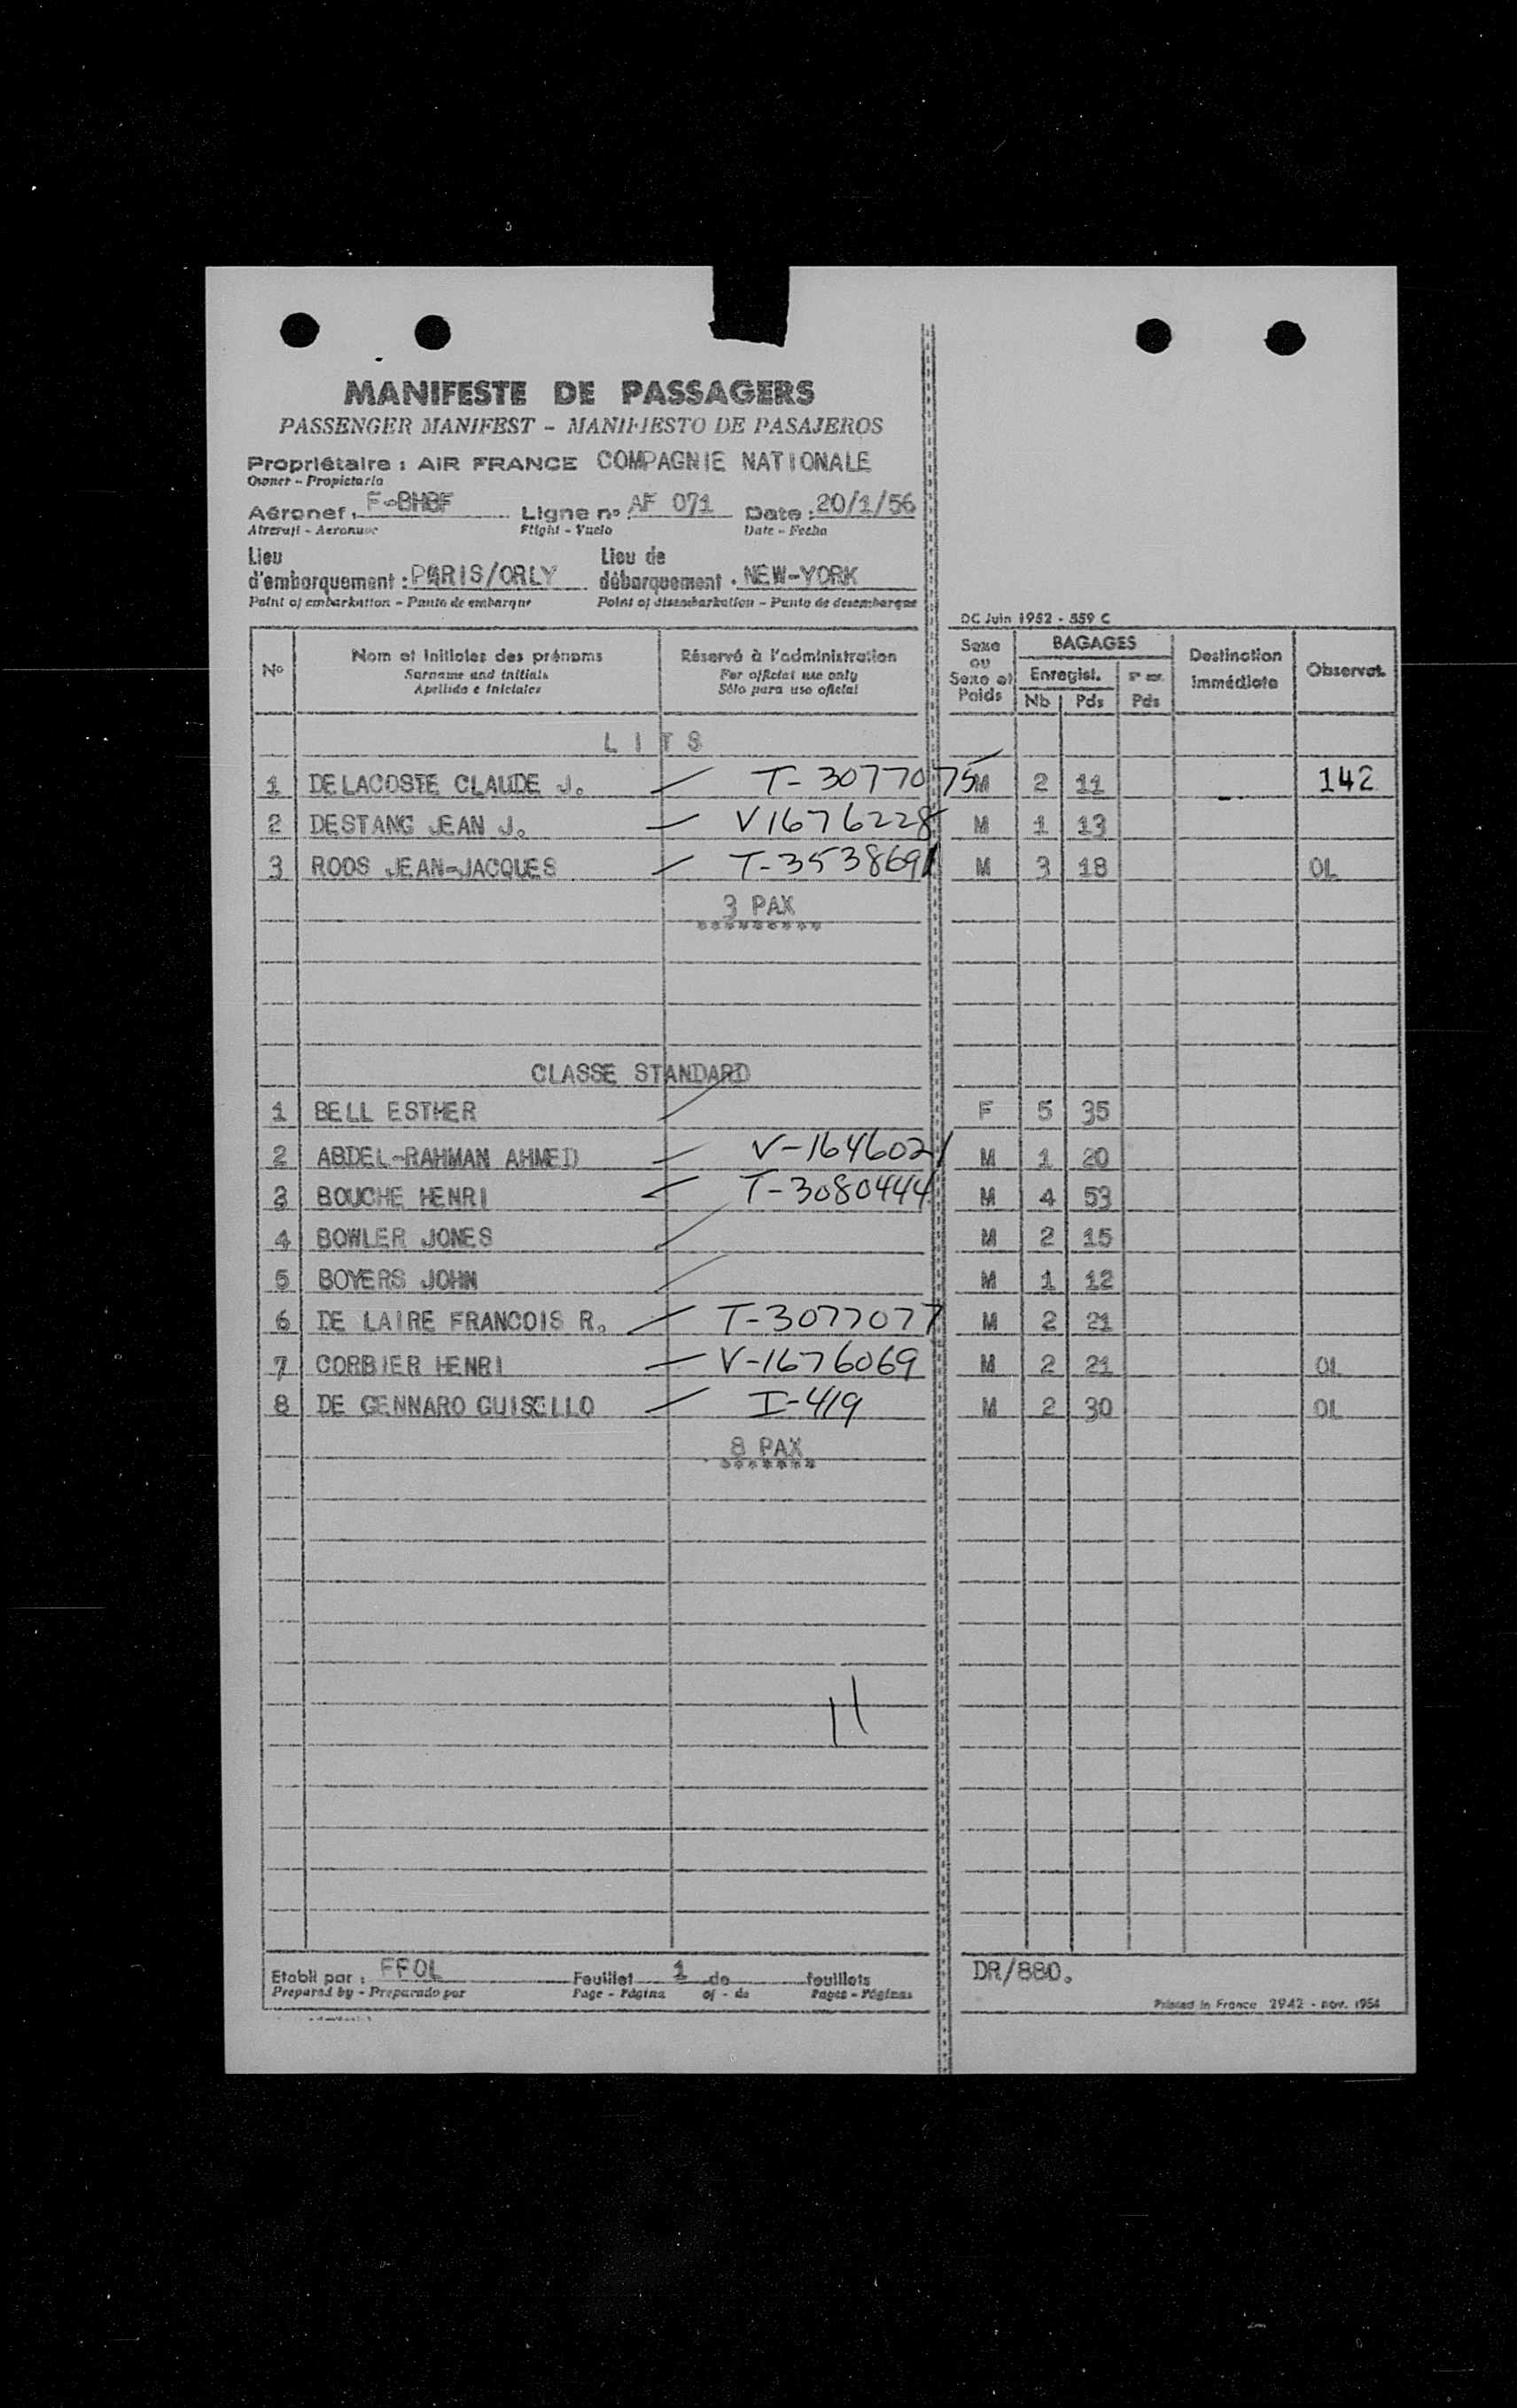 MANIFESTE DE PASSAGERS
PASSENGER MANIFEST - MANIFIESTO DE PASAJEROS
Propriétaire : AIR FRANCE COMPAGNIE NATIONALE
Owner - Propietario
Aéronef : F-BHBF Ligne nº : AF 071 Date : 20/1/56
Aircraft - Aeronave Flight - Vuelo Date - Fecha
Lieu d'embarquement : PARIS/ORLY Lieu de débarquement : NEW-YORK
Point of embarkation - Punto de embarque Point of disembarkation - Punto de desembarque
DC Juin 1952 - 559 C
Nº Nom et initiales des prénoms Réservé à l'administration Sexe ou Sexe et Poids BAGAGES Destination immédiate Observat.
Surname and initials For official use only Enregist.
Apellido e iniciales Sólo para uso oficial Nb Pds Pds
L I T S
1 DELACOSTE CLAUDE J. T-3077075 M 2 11 142
2 DESTANG JEAN J. V1676228 M 1 13
3 ROOS JEAN-JACQUES T-3538691 M 3 18 OL
3 PAX
*********
CLASSE STANDARD
1 BELL ESTHER F 5 35
2 ABDEL-RAHMAN AHMED V-1646021 M 1 20
3 BOUCHE HENRI T-3080444 M 4 53
4 BOWLER JONES M 2 15
5 BOYERS JOHN M 1 12
6 DE LAIRE FRANCOIS R. T-3077077 M 2 21
7 CORBIER HENRI V-1676069 M 2 21 OL
8 DE GENNARO GUISELLO I-419 M 2 30 OL
8 PAX
*******
11
Etabli par : FFOL Feuillet 1 de feuillets DR/880.
Prepared by - Preparado por Page - Página of - de Pages - Páginas
Printed in France 2942 - nov. 1954